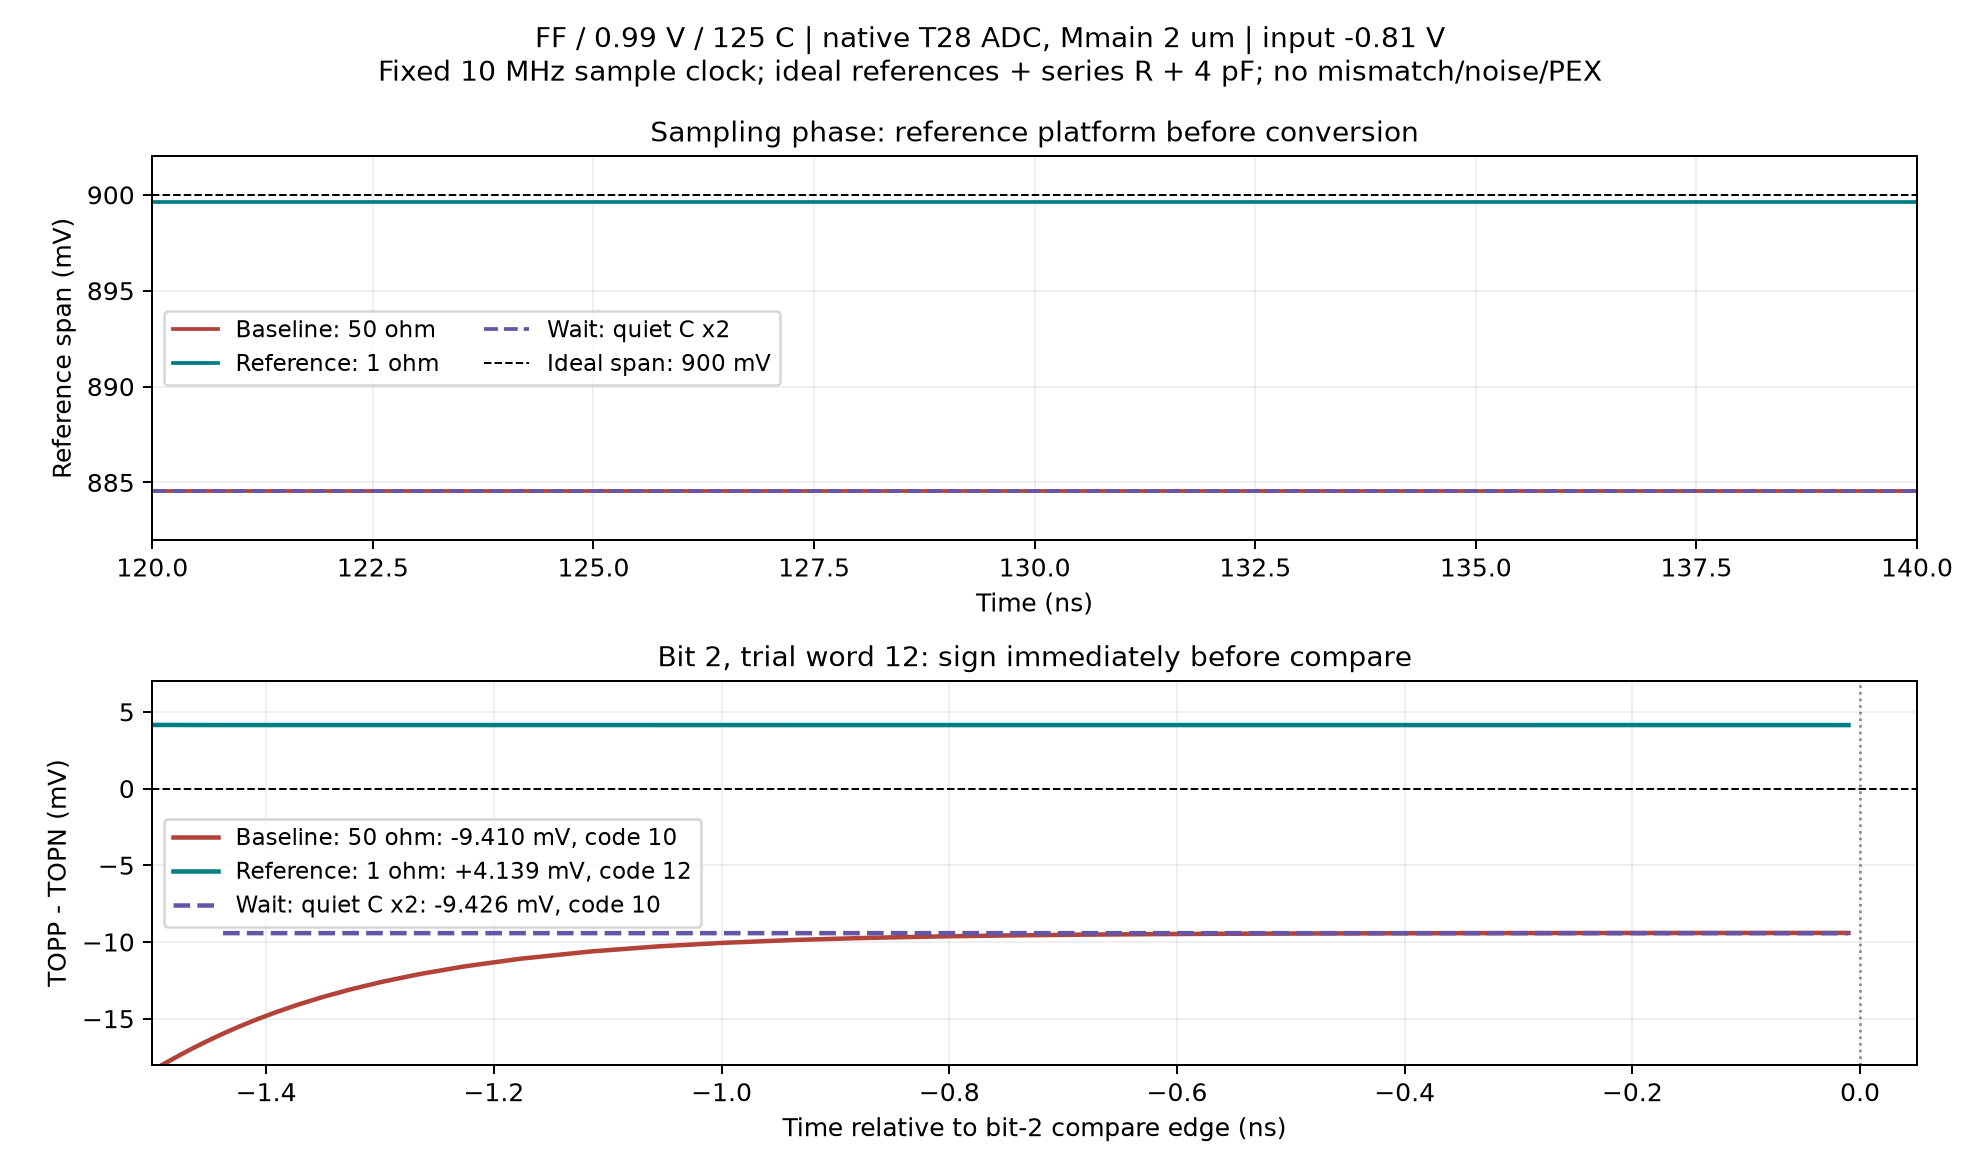 FF / 0.99 V / 125 C | native T28 ADC, Mmain 2 um | input -0.81 V
Fixed 10 MHz sample clock; ideal references + series R + 4 pF; no mismatch/noise/PEX
Sampling phase: reference platform before conversion
Reference span (mV)
900
895
890
885
Baseline: 50 ohm
Reference: 1 ohm
Wait: quiet C x2
Ideal span: 900 mV
120.0 122.5 125.0 127.5 130.0 132.5 135.0 137.5 140.0
Time (ns)
Bit 2, trial word 12: sign immediately before compare
TOPP - TOPN (mV)
5
0
−5
−10
−15
Baseline: 50 ohm: -9.410 mV, code 10
Reference: 1 ohm: +4.139 mV, code 12
Wait: quiet C x2: -9.426 mV, code 10
−1.4 −1.2 −1.0 −0.8 −0.6 −0.4 −0.2 0.0
Time relative to bit-2 compare edge (ns)